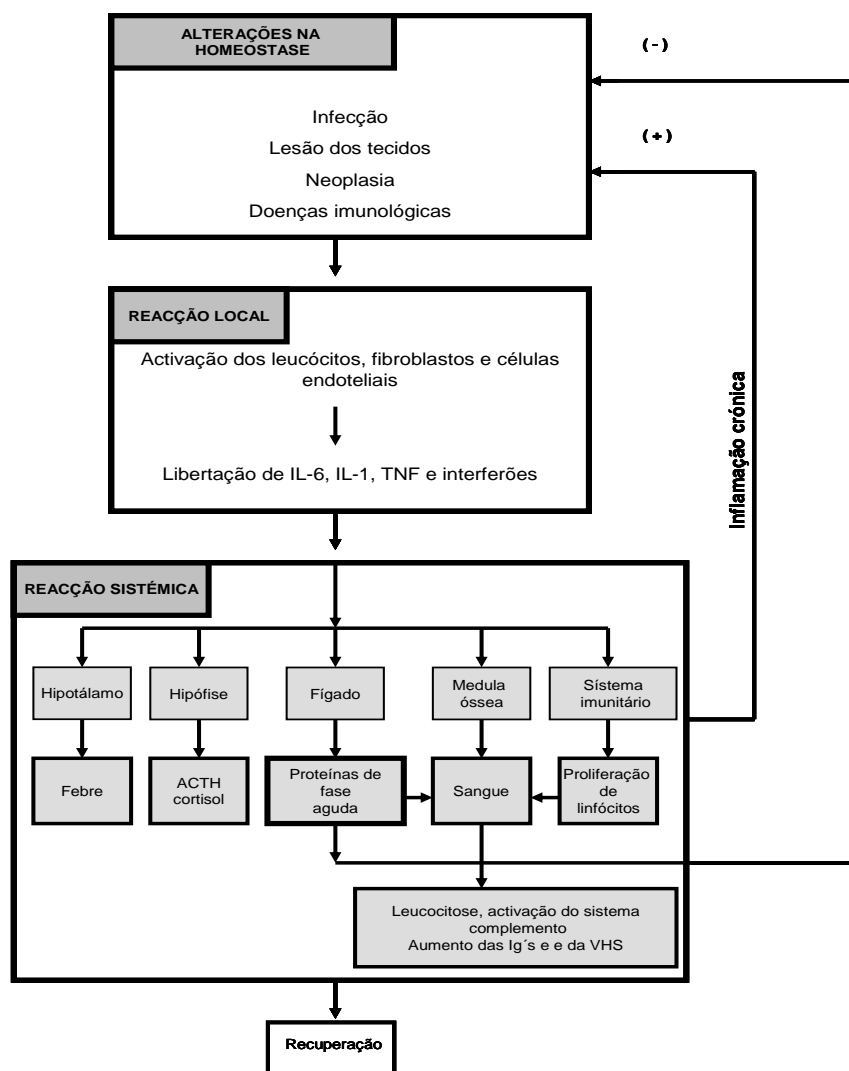 ALTERAÇÕES NA
HOMEOSTASE
( - )
Infecção
( + )
Lesão dos tecidos
Neoplasia
Doenças imunológicas
REACÇÃO LOCAL
Activação dos leucócitos, fibroblastos e células
endoteliais
Libertação de IL-6, IL-1, TNF e interferões
Inflamação crónica
REACÇÃO SISTÉMICA
Hipotálamo
Hipófise
Fígado
Medula
óssea
Sístema
imunitário
Febre
ACTH
cortisol
Proteínas de
fase
aguda
Sangue
Proliferação
de
linfócitos
Leucocitose, activação do sistema
complemento
Aumento das Ig´s e e da VHS
Recuperação